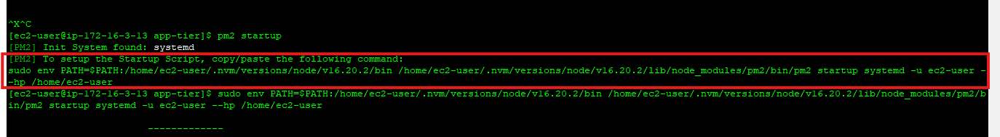 ^X^C
[ec2-user@ip-172-16-3-13 app-tier]$ pm2 startup
[PM2] Init System found: systemd
[PM2] To setup the Startup Script, copy/paste the following command:
sudo env PATH=$PATH:/home/ec2-user/.nvm/versions/node/v16.20.2/bin /home/ec2-user/.nvm/versions/node/v16.20.2/lib/node_modules/pm2/bin/pm2 startup systemd -u ec2-user -
-hp /home/ec2-user
[ec2-user@ip-172-16-3-13 app-tier]$ sudo env PATH=$PATH:/home/ec2-user/.nvm/versions/node/v16.20.2/bin /home/ec2-user/.nvm/versions/node/v16.20.2/lib/node_modules/pm2/b
in/pm2 startup systemd -u ec2-user --hp /home/ec2-user
-------------